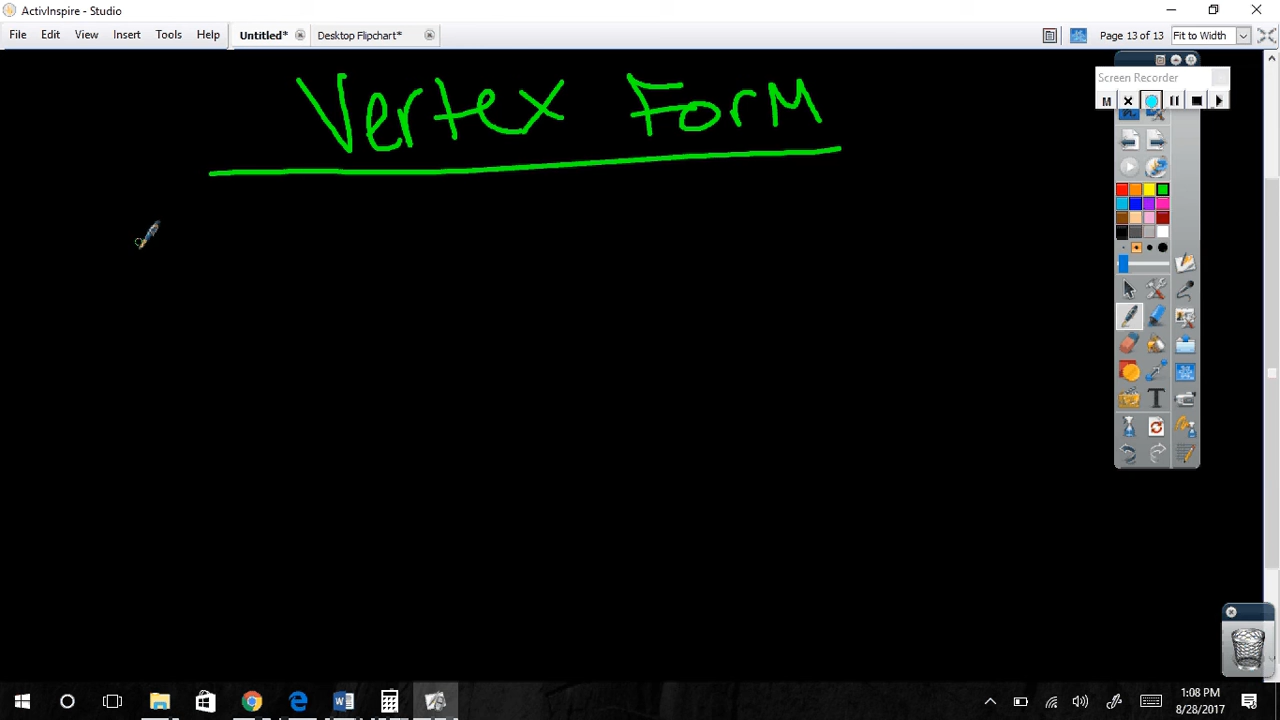 ActivInspire - Studio
File Edit View Insert Tools Help Untitled* Desktop Flipchart* Page 13 of 13 Fit to Width
Screen Recorder
M
Vertex Form
T
1:08 PM
8/28/2017